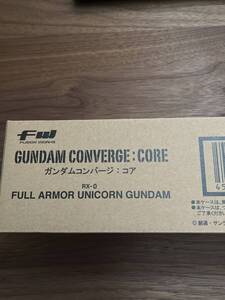 FW
FUSION WORKS
GUNDAM CONVERGE:CORE
ガンダムコンバージ：コア
RX-0
FULL ARMOR UNICORN GUNDAM